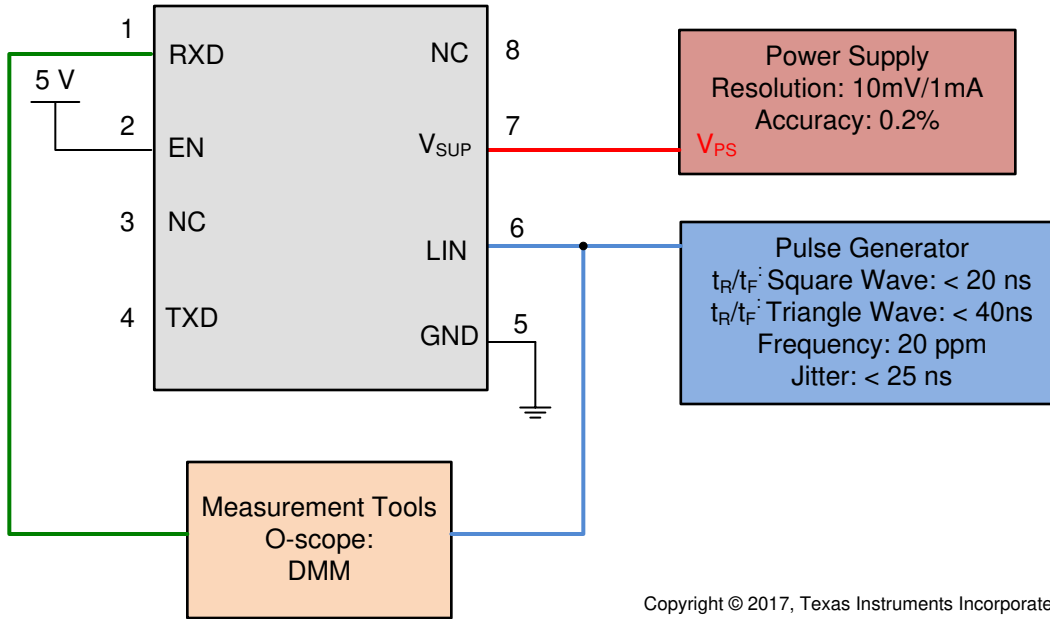 1
RXD
NC
8
5 V
2
EN
7
VSUP
3
NC
6
LIN
4
TXD
5
GND
Power Supply
Resolution: 10mV/1mA
Accuracy: 0.2%
VPS
Pulse Generator
tR/tF: Square Wave: < 20 ns
tR/tF: Triangle Wave: < 40ns
Frequency: 20 ppm
Jitter: < 25 ns
Measurement Tools
O-scope:
DMM
Copyright © 2017, Texas Instruments Incorporate